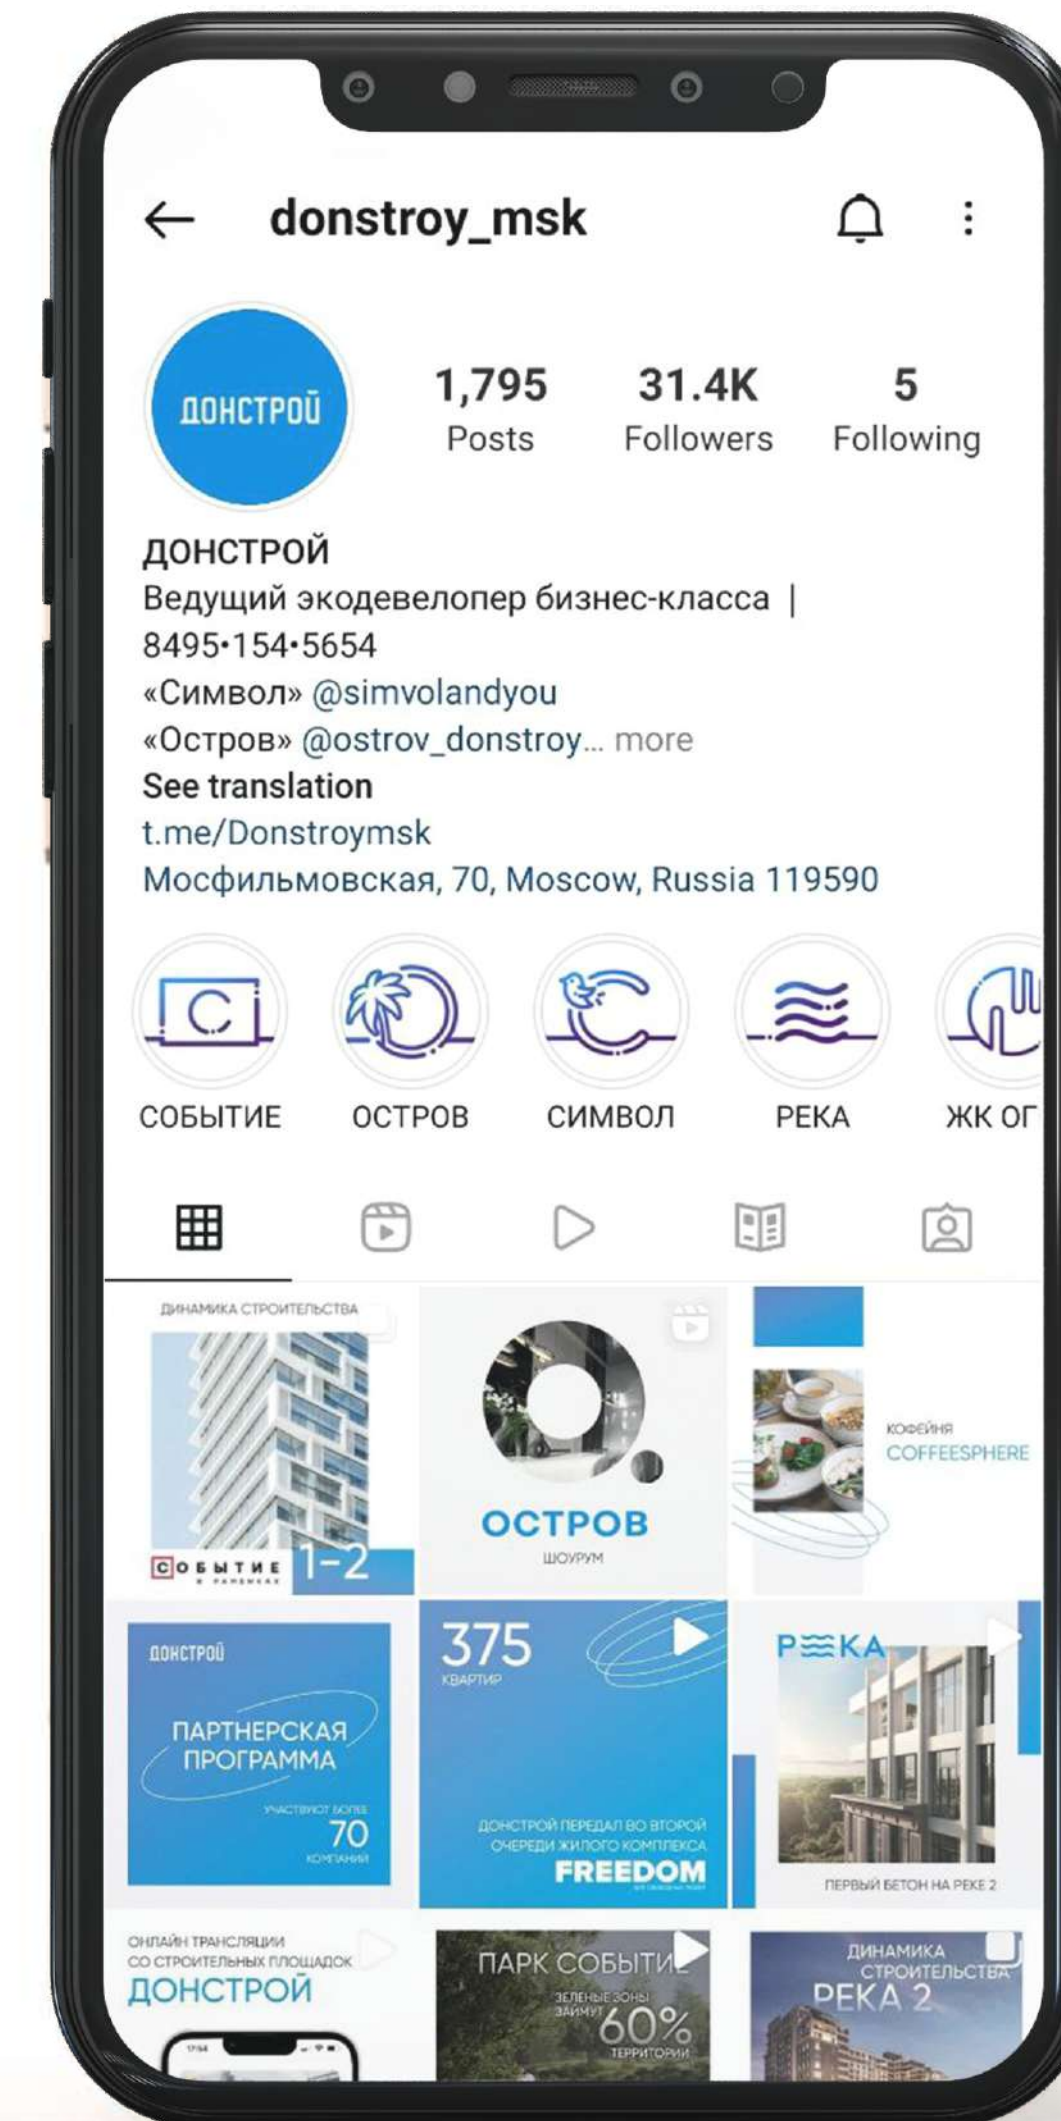 donstroy_msk
ДОНСТРОЙ
1,795
Posts
31.4K
Followers
5
Following
ДОНСТРОЙ
Ведущий экодевелопер бизнес-класса |
8495•154•5654
«Символ» @simvolandyou
«Остров» @ostrov_donstroy... more
See translation
t.me/Donstroymsk
Мосфильмовская, 70, Moscow, Russia 119590
С
СОБЫТИЕ
ОСТРОВ
СИМВОЛ
РЕКА
ЖК ОГ
ДИНАМИКА СТРОИТЕЛЬСТВА
СОБЫТИЕ
В РАМЕНКАХ
1-2
ОСТРОВ
ШОУРУМ
КОФЕЙНЯ
COFFEESPHERE
ДОНСТРОЙ
ПАРТНЕРСКАЯ
ПРОГРАММА
УЧАСТВУЮТ БОЛЕЕ
70
КОМПАНИЙ
375
КВАРТИР
ДОНСТРОЙ ПЕРЕДАЛ ВО ВТОРОЙ
ОЧЕРЕДИ ЖИЛОГО КОМПЛЕКСА
FREEDOM
РЕКА
ПЕРВЫЙ БЕТОН НА РЕКЕ 2
ОНЛАЙН ТРАНСЛЯЦИИ
СО СТРОИТЕЛЬНЫХ ПЛОЩАДОК
ДОНСТРОЙ
17:54
ПАРК СОБЫТИЕ
ЗЕЛЕНЫЕ ЗОНЫ
ЗАЙМУТ 60%
ТЕРРИТОРИИ
ДИНАМИКА
СТРОИТЕЛЬСТВА
РЕКА 2